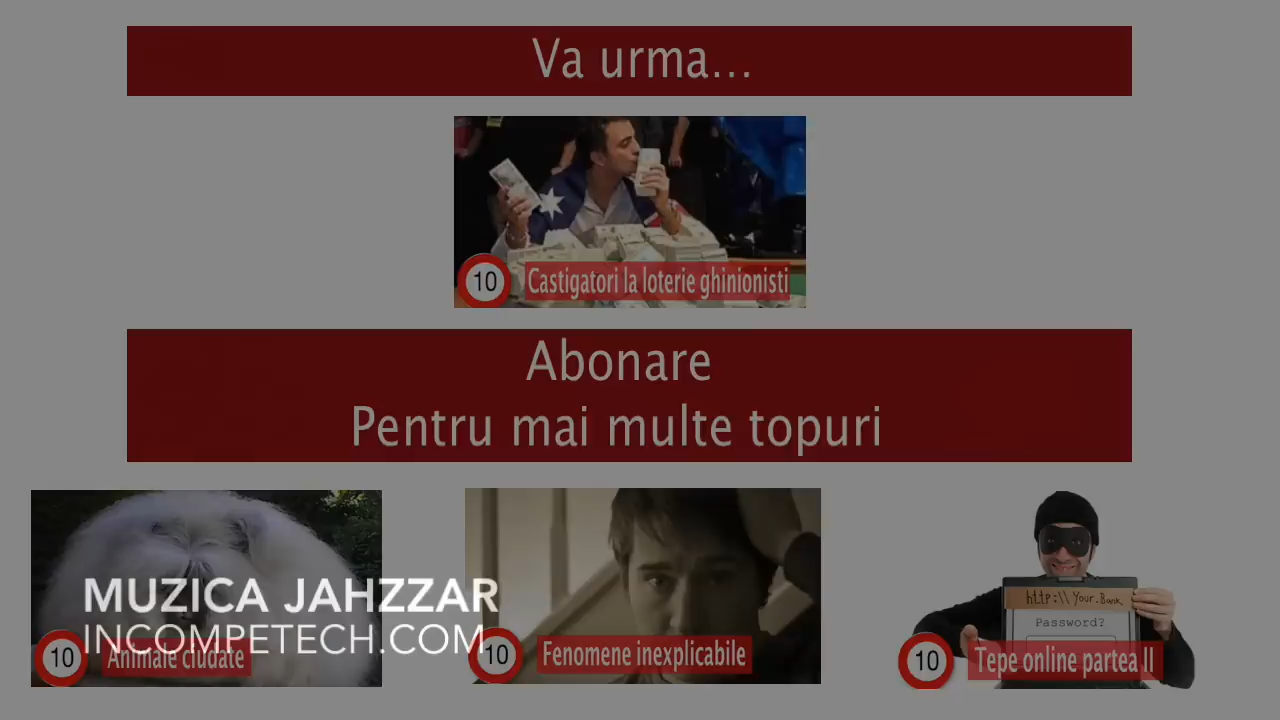 Va urma...
10 Castigatori la loterie ghinionisti
Abonare
Pentru mai multe topuri
MUZICA JAHZZAR
INCOMPETECH.COM
10 Animale ciudate
10 Fenomene inexplicabile
http:\\ Your.Bank
Password?
10 Tepe online partea II